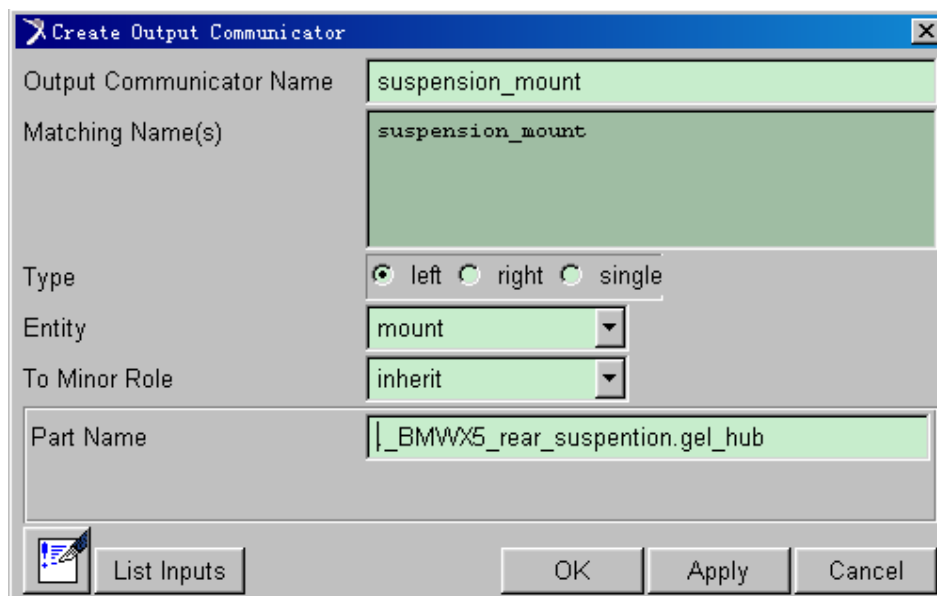 Create Output Communicator
Output Communicator Name suspension_mount
Matching Name(s) suspension_mount
Type left right single
Entity mount
To Minor Role inherit
Part Name ._BMWX5_rear_suspention.gel_hub
List Inputs OK Apply Cancel